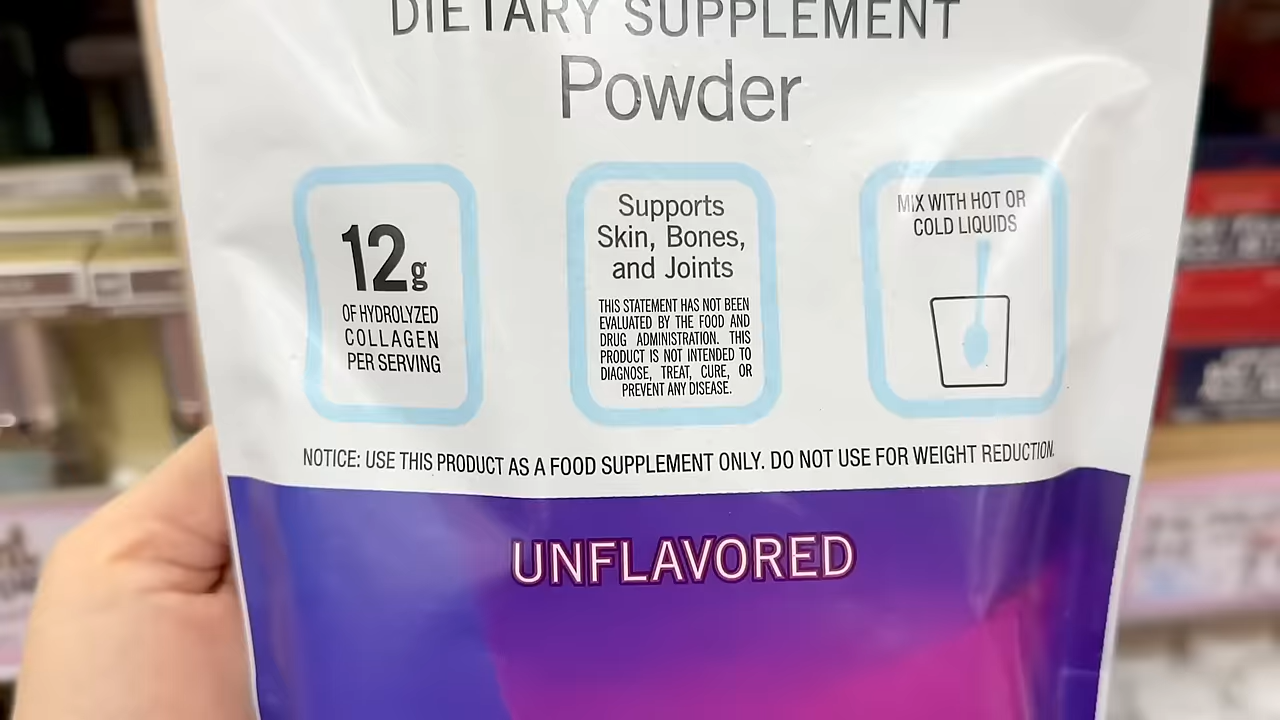 DIETARY SUPPLEMENT
Powder
12g
OF HYDROLYZED
COLLAGEN
PER SERVING
Supports
Skin, Bones,
and Joints
THIS STATEMENT HAS NOT BEEN
EVALUATED BY THE FOOD AND
DRUG ADMINISTRATION. THIS
PRODUCT IS NOT INTENDED TO
DIAGNOSE, TREAT, CURE, OR
PREVENT ANY DISEASE.
MIX WITH HOT OR
COLD LIQUIDS
NOTICE: USE THIS PRODUCT AS A FOOD SUPPLEMENT ONLY. DO NOT USE FOR WEIGHT REDUCTION.
UNFLAVORED